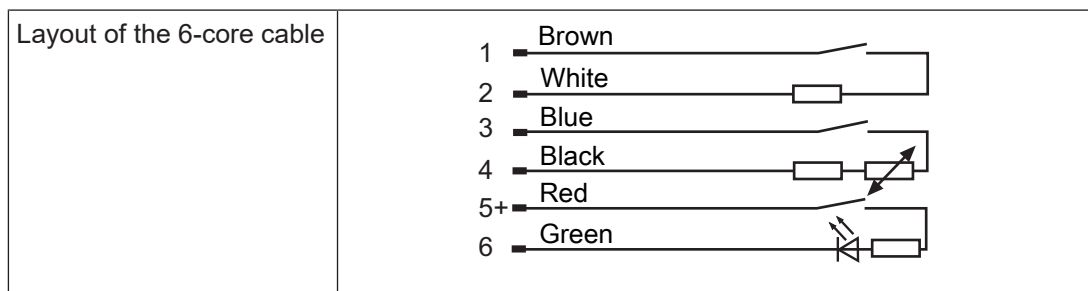 Layout of the 6-core cable
1 Brown
2 White
3 Blue
4 Black
5+ Red
6 Green